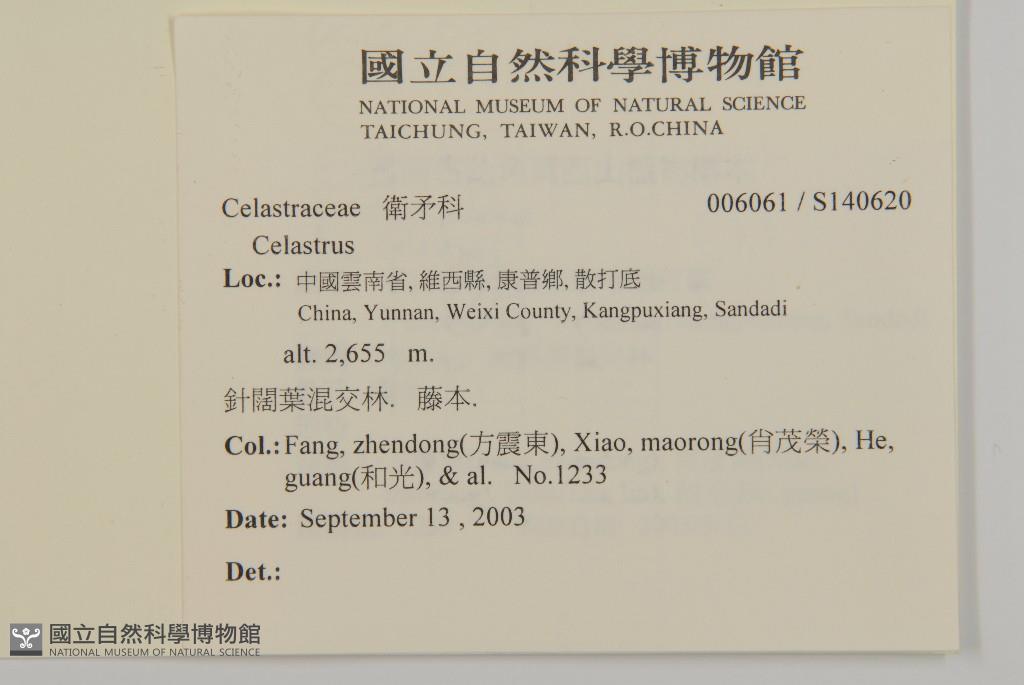 國立自然科學博物館
NATIONAL MUSEUM OF NATURAL SCIENCE
TAICHUNG, TAIWAN, R.O.CHINA
Celastraceae 衛矛科 006061 / S140620
Celastrus
Loc.: 中國雲南省, 維西縣, 康普鄉, 散打底
China, Yunnan, Weixi County, Kangpuxiang, Sandadi
alt. 2,655 m.
針闊葉混交林. 藤本.
Col.: Fang, zhendong(方震東), Xiao, maorong(肖茂榮), He,
guang(和光), & al. No.1233
Date: September 13 , 2003
Det.:
國立自然科學博物館
NATIONAL MUSEUM OF NATURAL SCIENCE